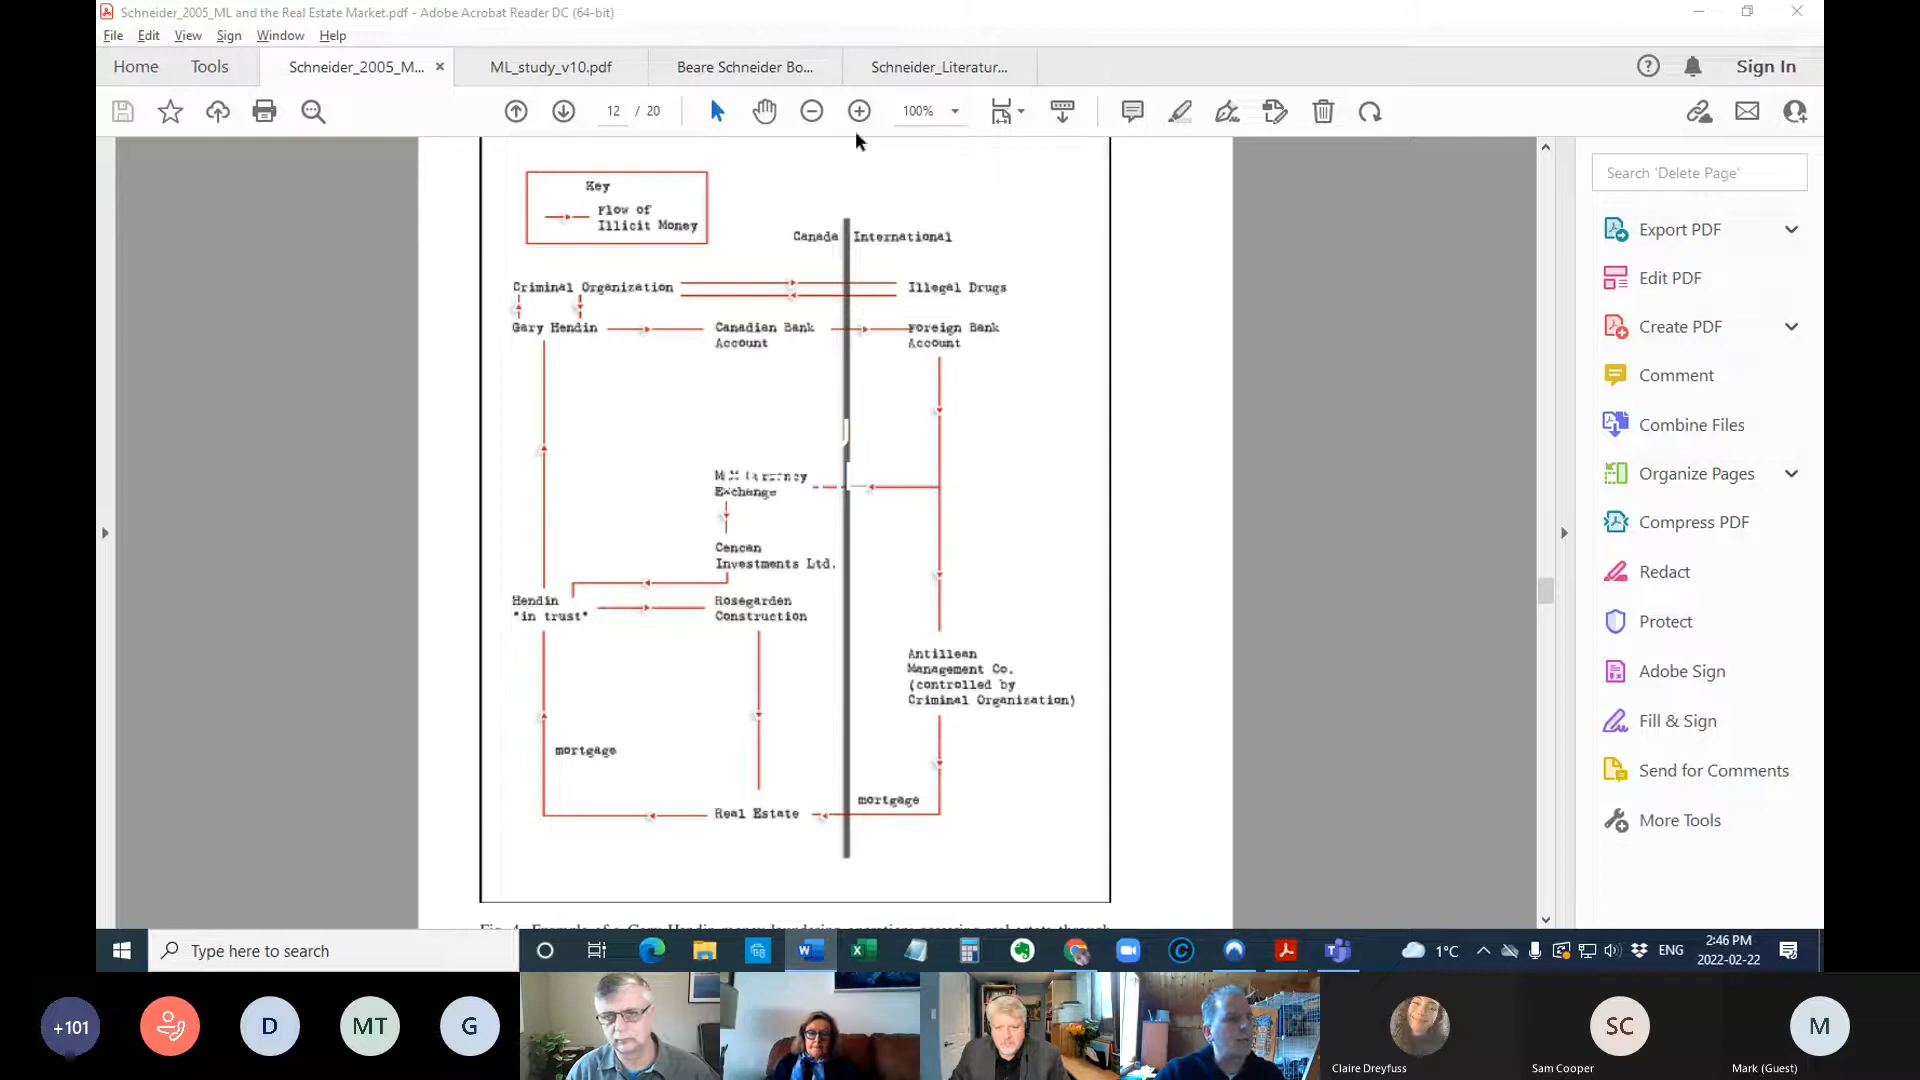 Schneider_2005_ML and the Real Estate Market.pdf - Adobe Acrobat Reader DC (64-bit)
File Edit View Sign Window Help
Home Tools Schneider_2005_M... × ML_study_v10.pdf Beare Schneider Bo... Schneider_Literatur... Sign In
12 / 20 100%
Key
Flow of
Illicit Money
Canada International
Criminal Organization Illegal Drugs
Gary Hendin Canadian Bank
Account Foreign Bank
Account
Exchange
Cencan
Investments Ltd.
Hendin
"in trust"
Rosegarden
Construction
Antillean
Management Co.
(controlled by
Criminal Organization)
mortgage
mortgage
Real Estate
Search 'Delete Page'
Export PDF
Edit PDF
Create PDF
Comment
Combine Files
Organize Pages
Compress PDF
Redact
Protect
Adobe Sign
Fill & Sign
Send for Comments
More Tools
Type here to search
1°C
ENG
2:46 PM
2022-02-22
+101
D
MT
G
Claire Dreyfuss
SC
Sam Cooper
M
Mark (Guest)